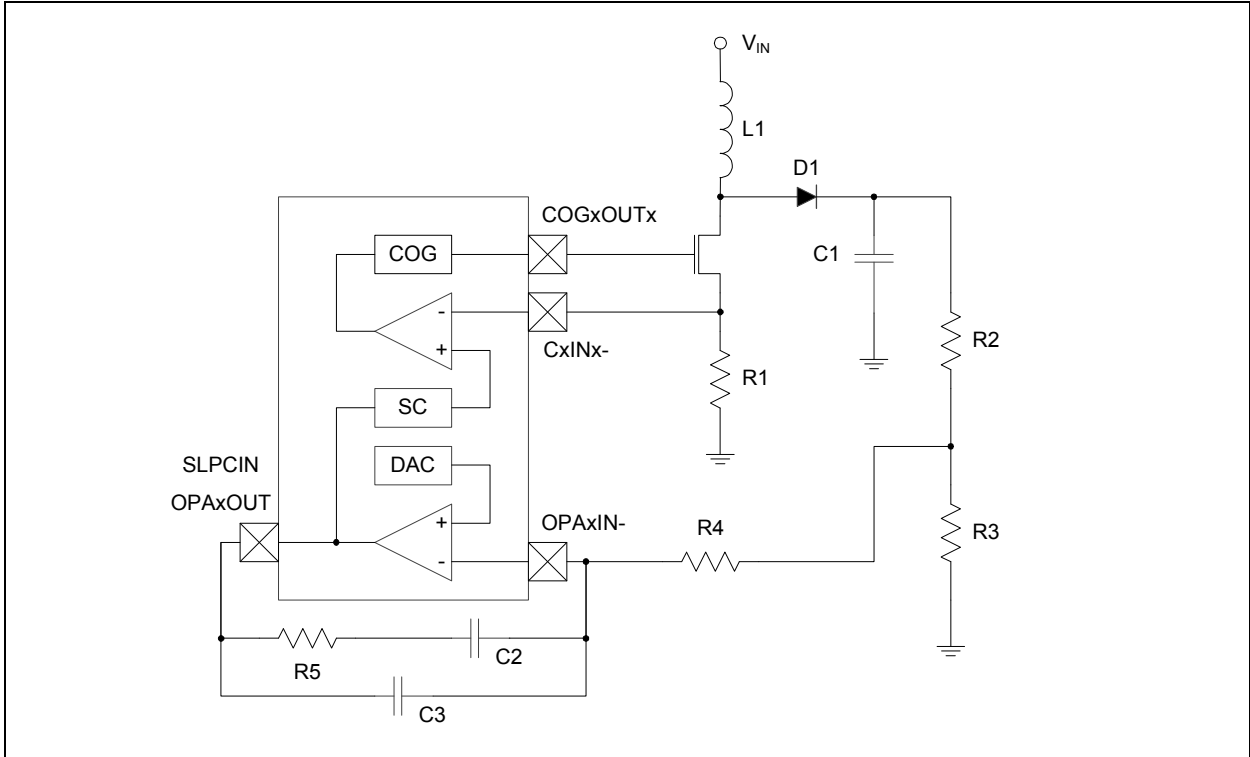 VIN
L1
D1
COGxOUTx
COG
C1
-
CxINx-
+
R2
R1
SC
SLPCIN
DAC
OPAxOUT
OPAxIN-
R4
+
R3
-
R5
C2
C3